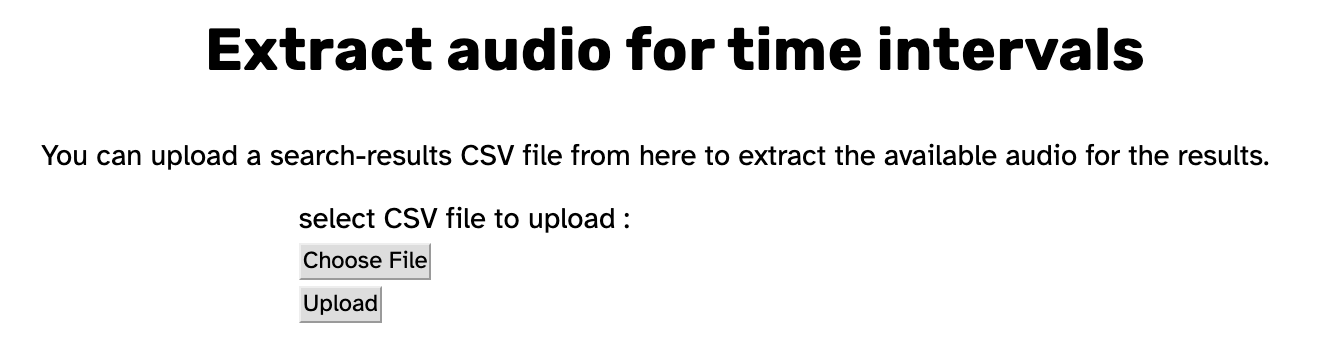 Extract audio for time intervals
You can upload a search-results CSV file from here to extract the available audio for the results.
select CSV file to upload :
Choose File
Upload